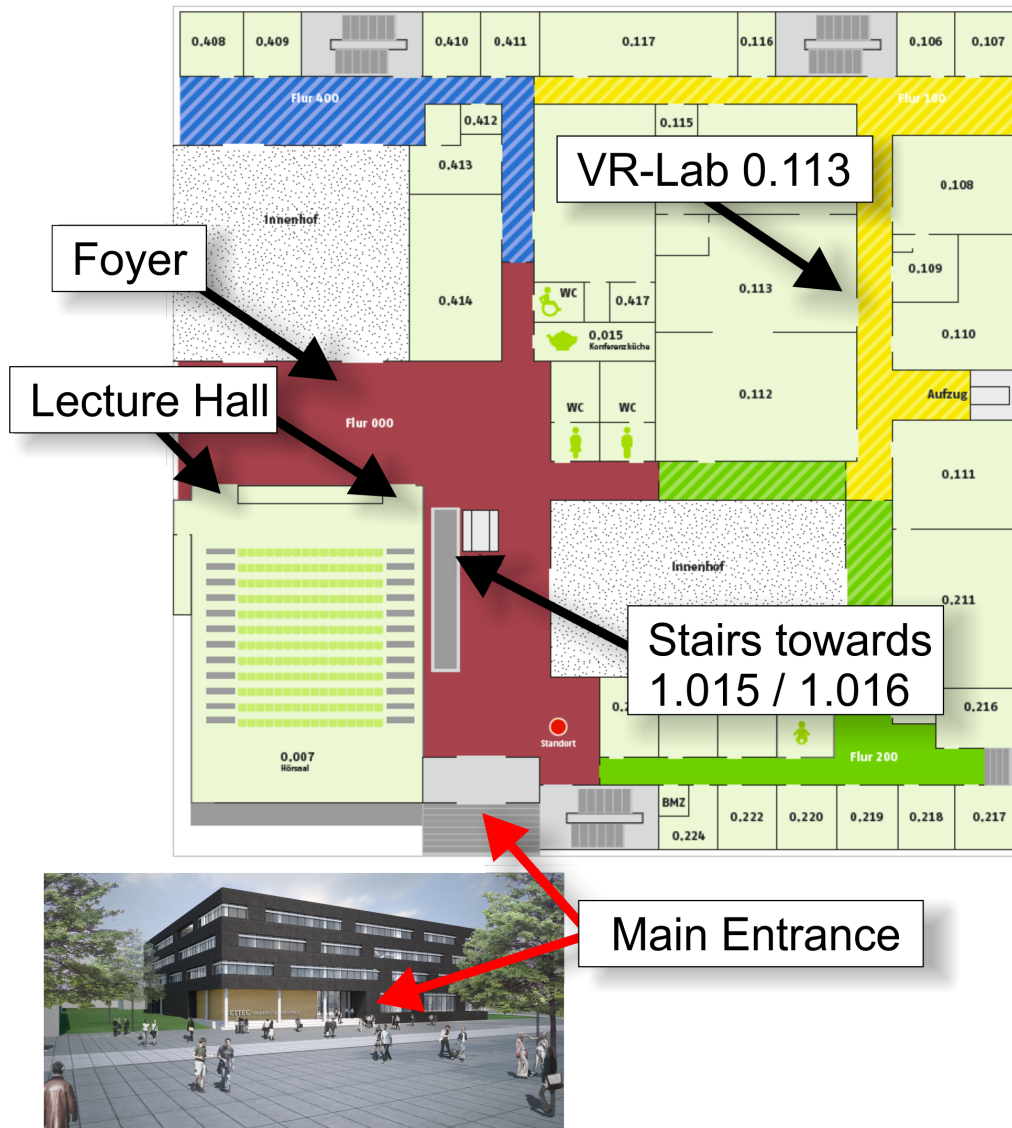 0.408
0.409
0.410
0.411
0.117
0.116
0.106
0.107
Flur 400
Flur 100
0.412
0.115
0.413
VR-Lab 0.113
0.108
Innenhof
Foyer
0.109
0.113
WC
0.417
0.414
0.015
Konferenzküche
0.110
Lecture Hall
0.112
Aufzug
WC
WC
Flur 000
0.111
Innenhof
0.211
Stairs towards
1.015 / 1.016
0.216
Standort
0.007
Hörsaal
Flur 200
BMZ
0.224
0.222
0.220
0.219
0.218
0.217
Main Entrance
CITEC